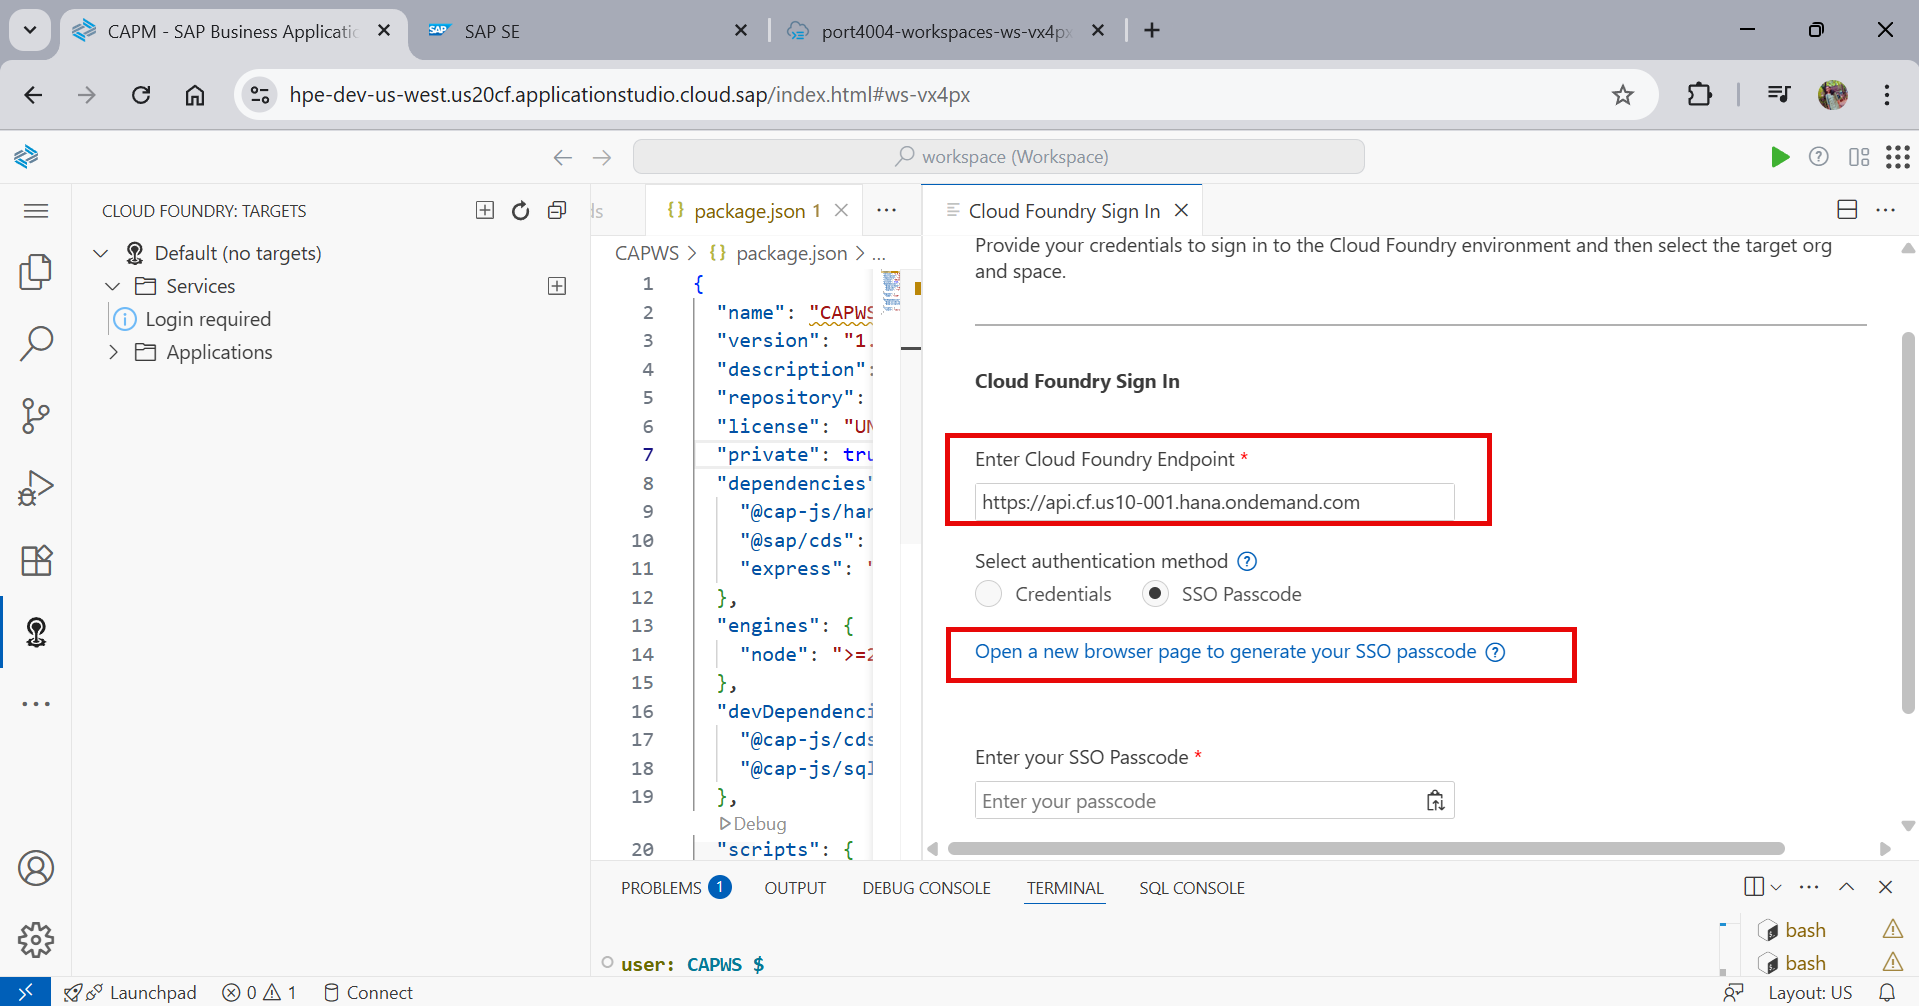 CAPM - SAP Business Applicatic
SAP SE
port4004-workspaces-ws-vx4px
hpe-dev-us-west.us20cf.applicationstudio.cloud.sap/index.html#ws-vx4px
workspace (Workspace)
CLOUD FOUNDRY: TARGETS
Default (no targets)
Services
Login required
Applications
ds
package.json 1
CAPWS > {} package.json > ...
1 {
2 "name": "CAPWS
3 "version": "1.
4 "description":
5 "repository":
6 "license": "UN
7 "private": tru
8 "dependencies"
9 "@cap-js/han
10 "@sap/cds":
11 "express": "
12 },
13 "engines": {
14 "node": ">=2
15 },
16 "devDependenci
17 "@cap-js/cds
18 "@cap-js/sql
19 },
Debug
20 "scripts": {
Cloud Foundry Sign In
Provide your credentials to sign in to the Cloud Foundry environment and then select the target org
and space.
Cloud Foundry Sign In
Enter Cloud Foundry Endpoint *
https://api.cf.us10-001.hana.ondemand.com
Select authentication method
Credentials
SSO Passcode
Open a new browser page to generate your SSO passcode
Enter your SSO Passcode *
Enter your passcode
PROBLEMS 1
OUTPUT
DEBUG CONSOLE
TERMINAL
SQL CONSOLE
user: CAPWS $
bash
bash
Launchpad
0
1
Connect
Layout: US